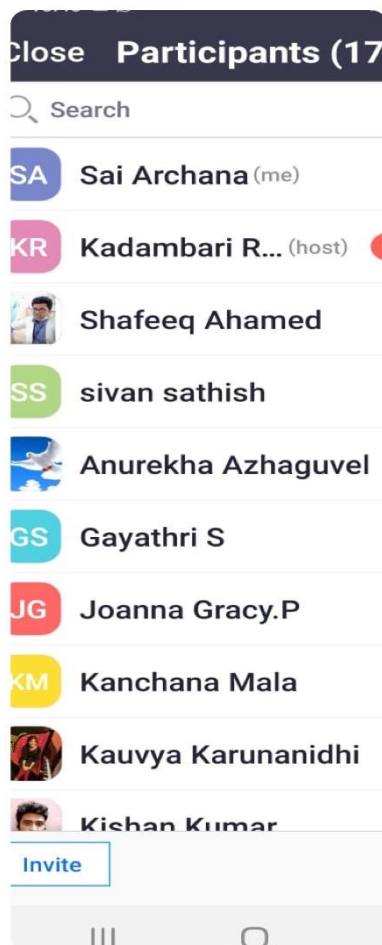 Close Participants (17
Search
SA Sai Archana (me)
KR Kadambari R... (host)
Shafeeq Ahamed
SS sivan sathish
Anurekha Azhaguvel
GS Gayathri S
JG Joanna Gracy.P
KM Kanchana Mala
Kauvya Karunanidhi
Kishan Kumar
Invite